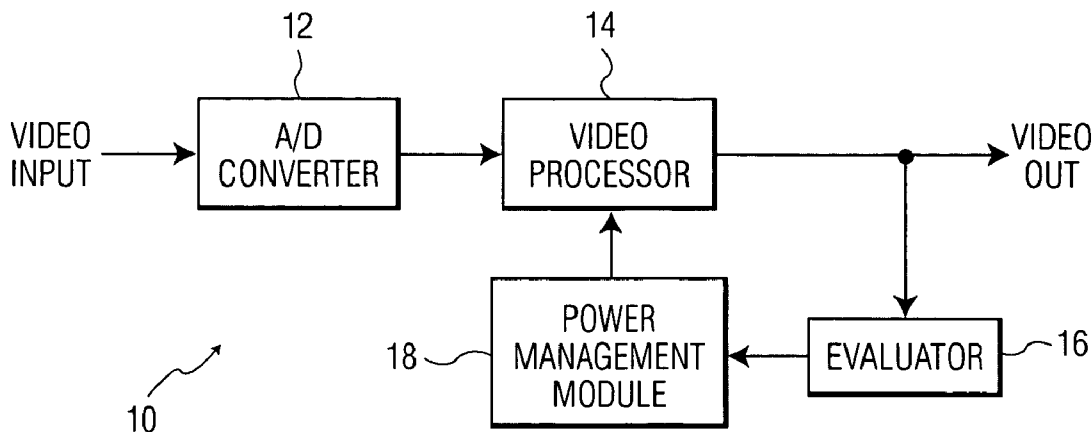 12
14
VIDEO
INPUT
A/D
CONVERTER
VIDEO
PROCESSOR
VIDEO
OUT
POWER
MANAGEMENT
MODULE
18
EVALUATOR
16
10